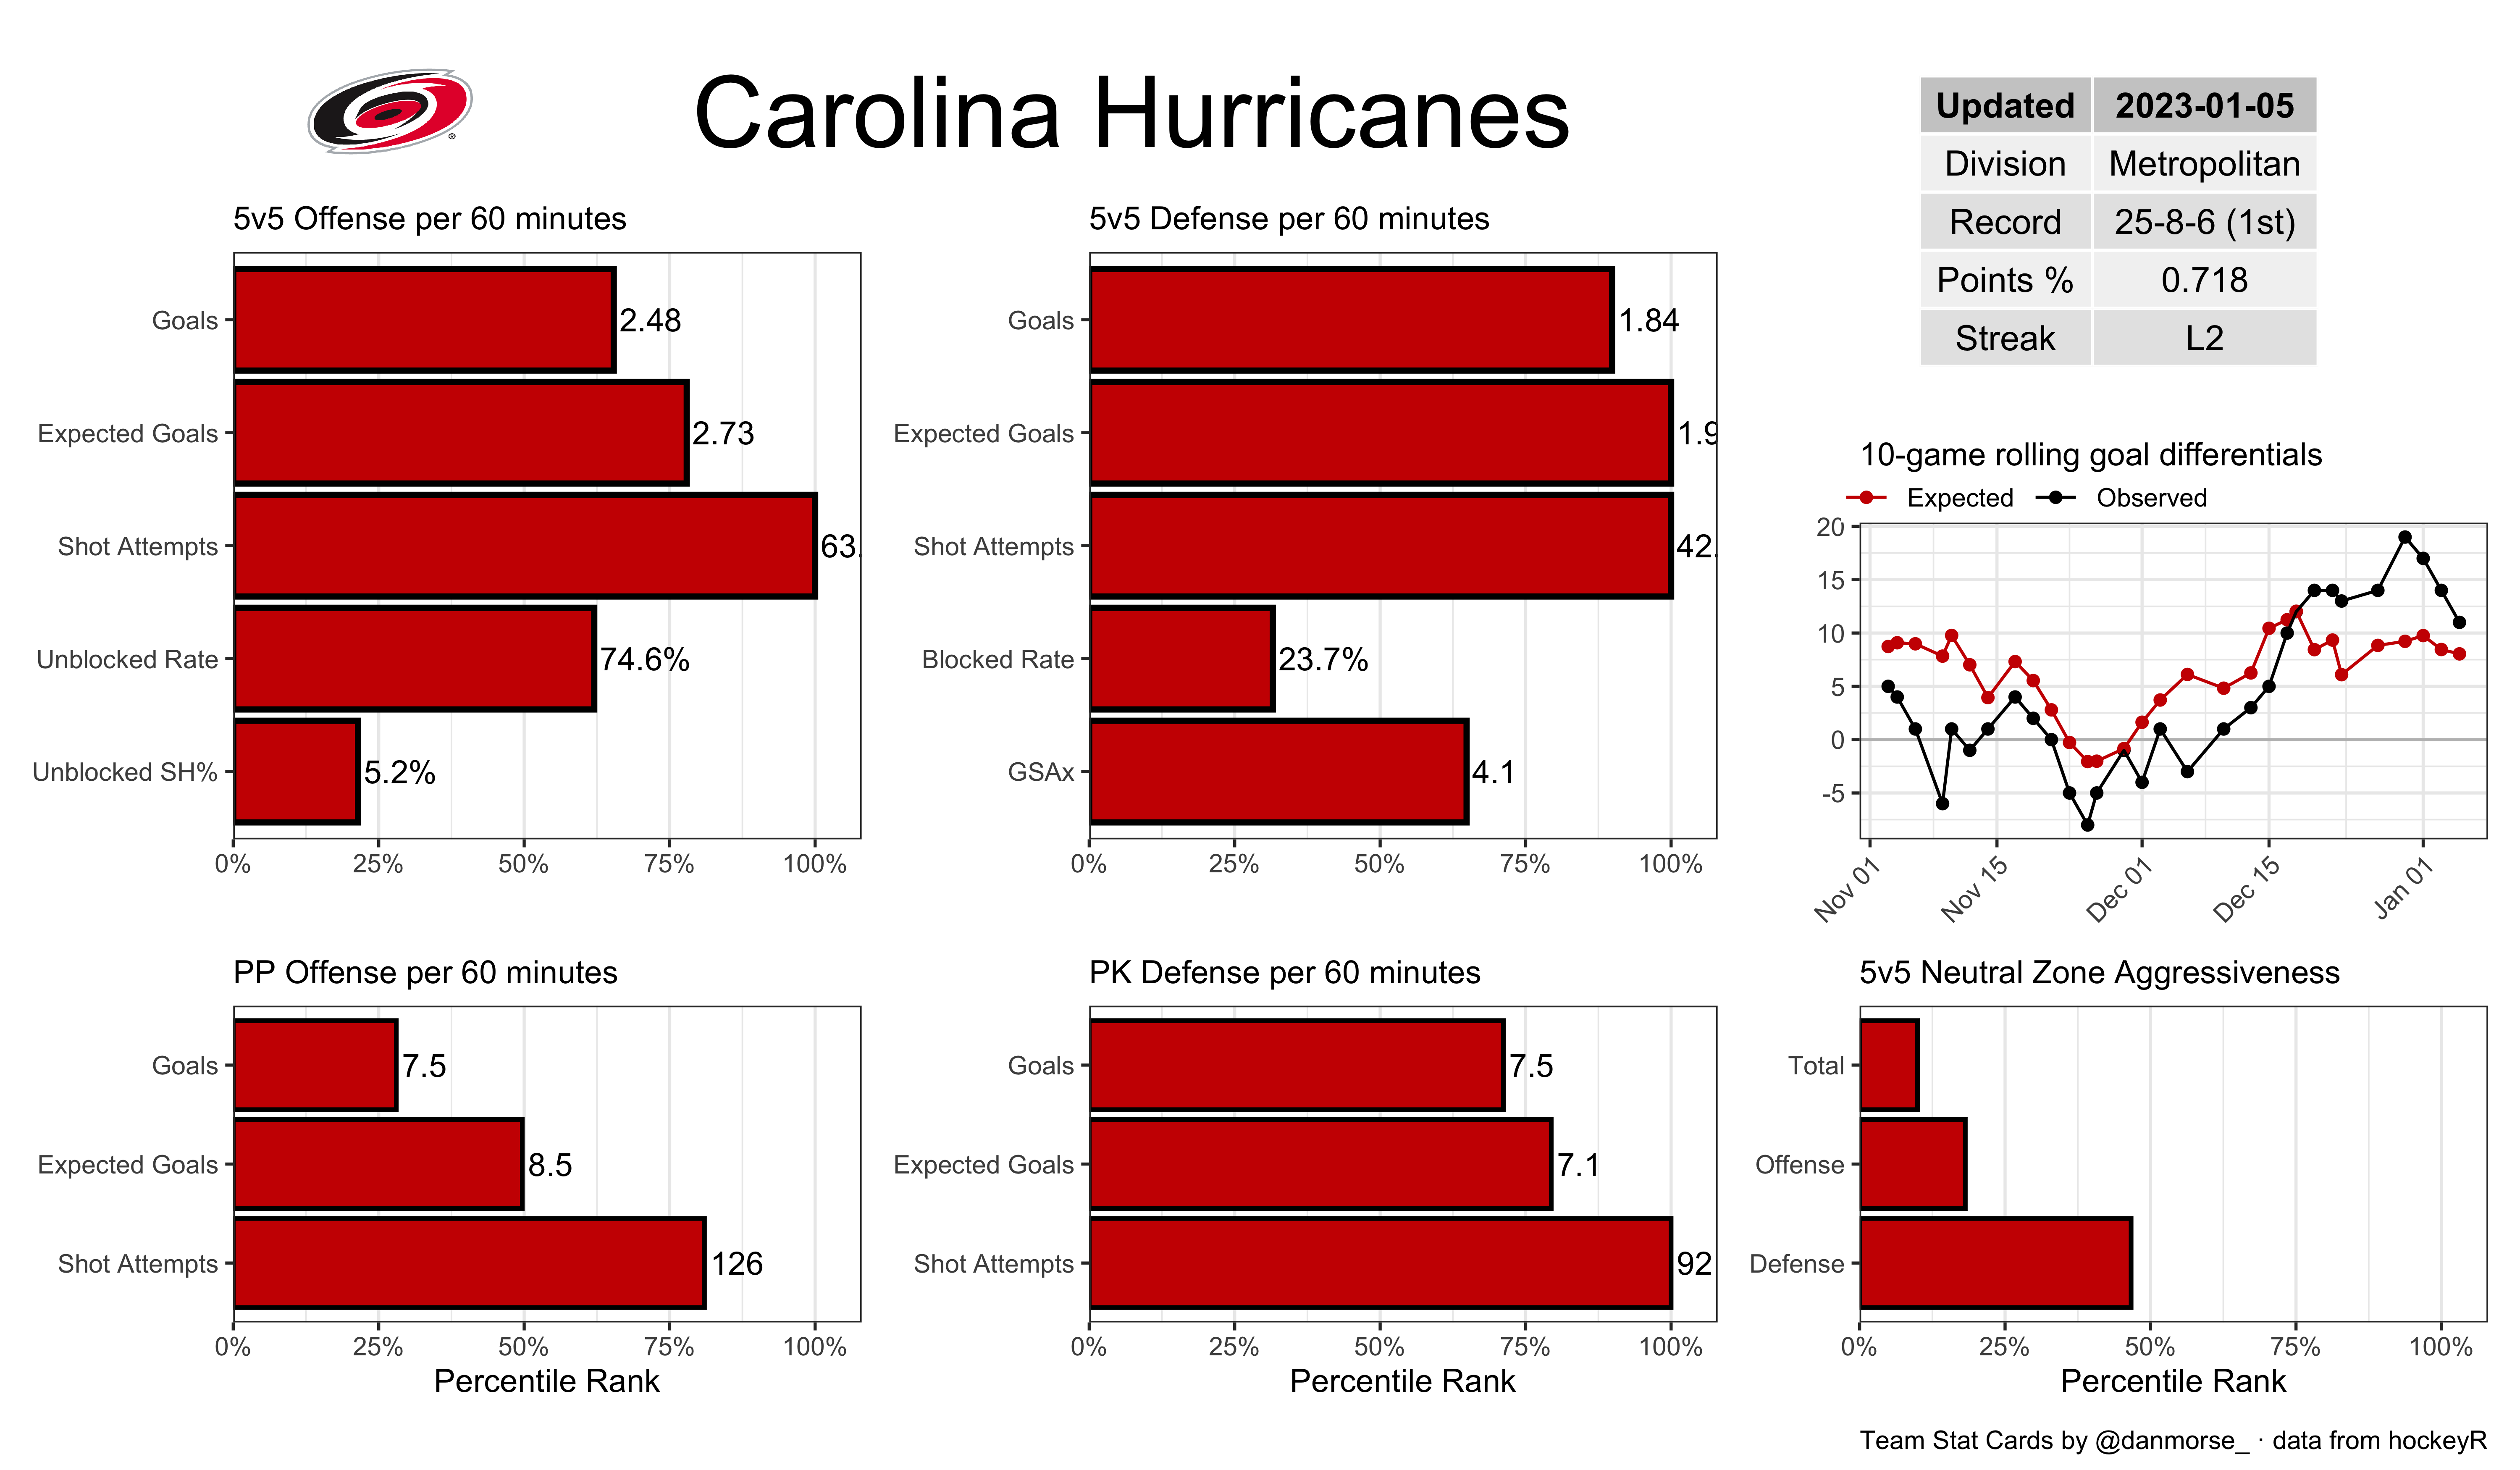 Carolina Hurricanes
Updated 2023-01-05
Division Metropolitan
Record 25-8-6 (1st)
Points % 0.718
Streak L2
5v5 Offense per 60 minutes
Goals 2.48
Expected Goals 2.73
Shot Attempts 63.
Unblocked Rate 74.6%
Unblocked SH% 5.2%
0% 25% 50% 75% 100%
5v5 Defense per 60 minutes
Goals 1.84
Expected Goals 1.9
Shot Attempts 42.
Blocked Rate 23.7%
GSAx 4.1
0% 25% 50% 75% 100%
10-game rolling goal differentials
Expected Observed
20
15
10
5
0
-5
Nov 01 Nov 15 Dec 01 Dec 15 Jan 01
PP Offense per 60 minutes
Goals 7.5
Expected Goals 8.5
Shot Attempts 126
0% 25% 50% 75% 100%
Percentile Rank
PK Defense per 60 minutes
Goals 7.5
Expected Goals 7.1
Shot Attempts 92
0% 25% 50% 75% 100%
Percentile Rank
5v5 Neutral Zone Aggressiveness
Total
Offense
Defense
0% 25% 50% 75% 100%
Percentile Rank
Team Stat Cards by @danmorse_ · data from hockeyR